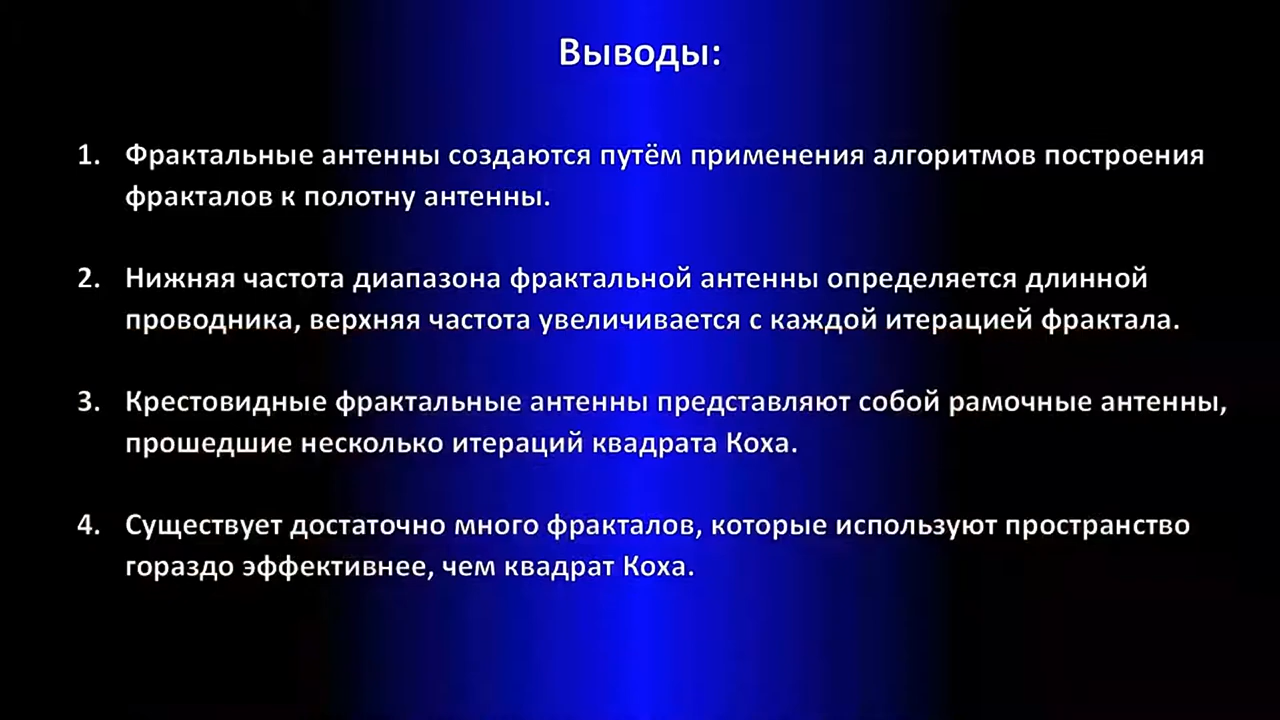 Выводы:
1. Фрактальные антенны создаются путём применения алгоритмов построения
фракталов к полотну антенны.
2. Нижняя частота диапазона фрактальной антенны определяется длинной
проводника, верхняя частота увеличивается с каждой итерацией фрактала.
3. Крестовидные фрактальные антенны представляют собой рамочные антенны,
прошедшие несколько итераций квадрата Коха.
4. Существует достаточно много фракталов, которые используют пространство
гораздо эффективнее, чем квадрат Коха.